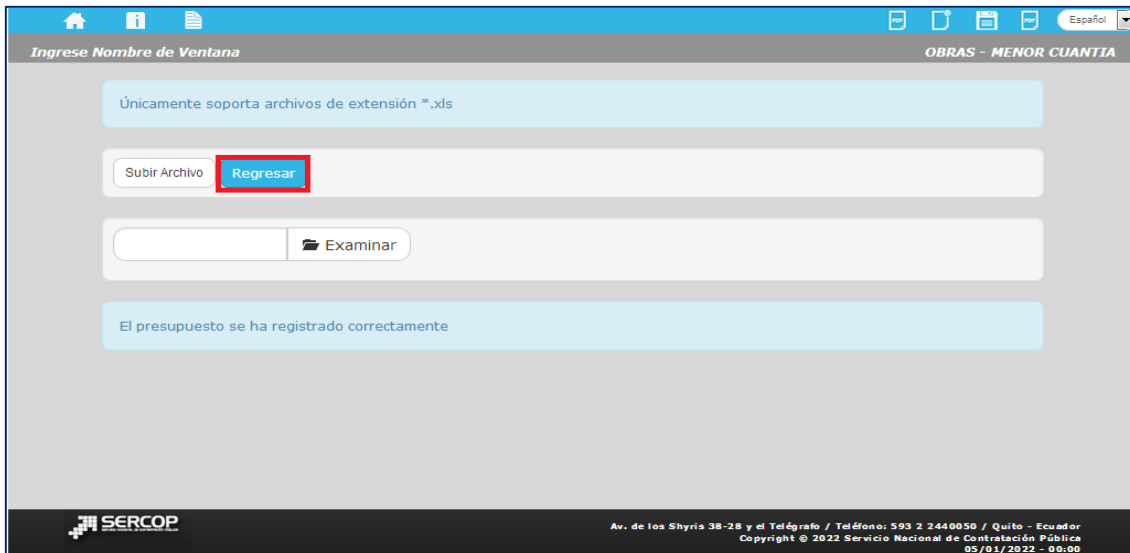 Español
Ingrese Nombre de Ventana
OBRAS - MENOR CUANTIA
Únicamente soporta archivos de extensión *.xls
Subir Archivo
Regresar
Examinar
El presupuesto se ha registrado correctamente
SERCOP
Av. de los Shyris 38-28 y el Telégrafo / Teléfono: 593 2 2440050 / Quito - Ecuador
Copyright © 2022 Servicio Nacional de Contratación Pública
05/01/2022 - 00:00